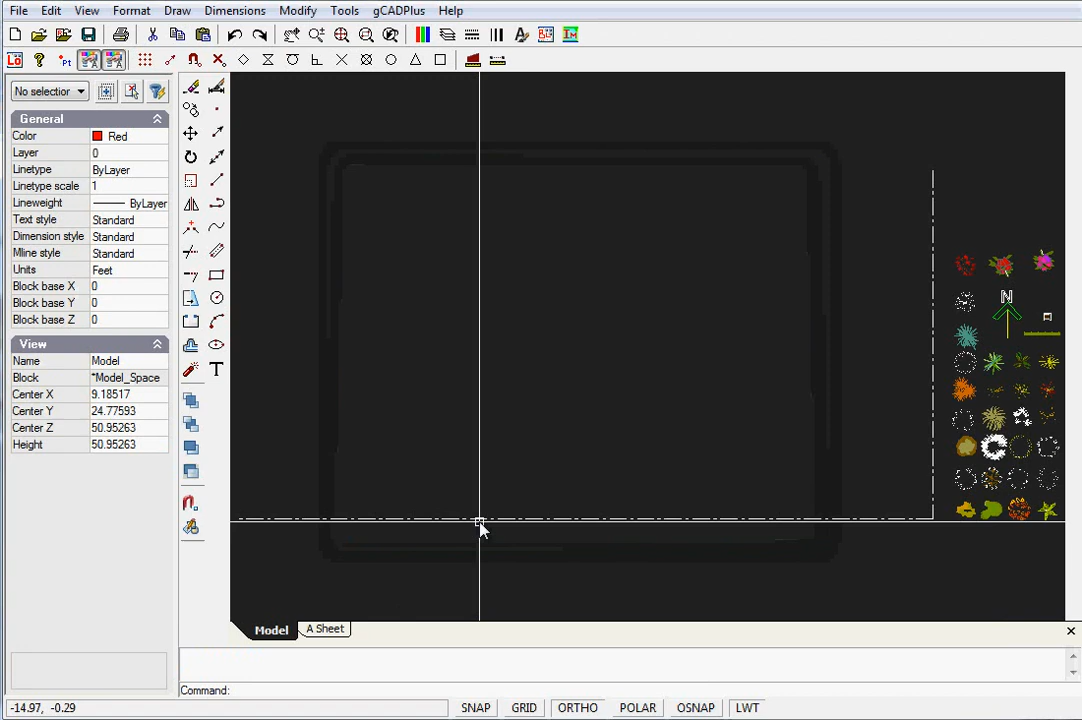 File Edit View Format Draw Dimensions Modify Tools gCADPlus Help
No selectior
General
Color Red
Layer 0
Linetype ByLayer
Linetype scale 1
Lineweight ByLayer
Text style Standard
Dimension style Standard
Mline style Standard
Units Feet
Block base X 0
Block base Y 0
Block base Z 0
View
Name Model
Block *Model_Space
Center X 9.18517
Center Y 24.77593
Center Z 50.95263
Height 50.95263
N
Model A Sheet
Command:
-14.97, -0.29 SNAP GRID ORTHO POLAR OSNAP LWT